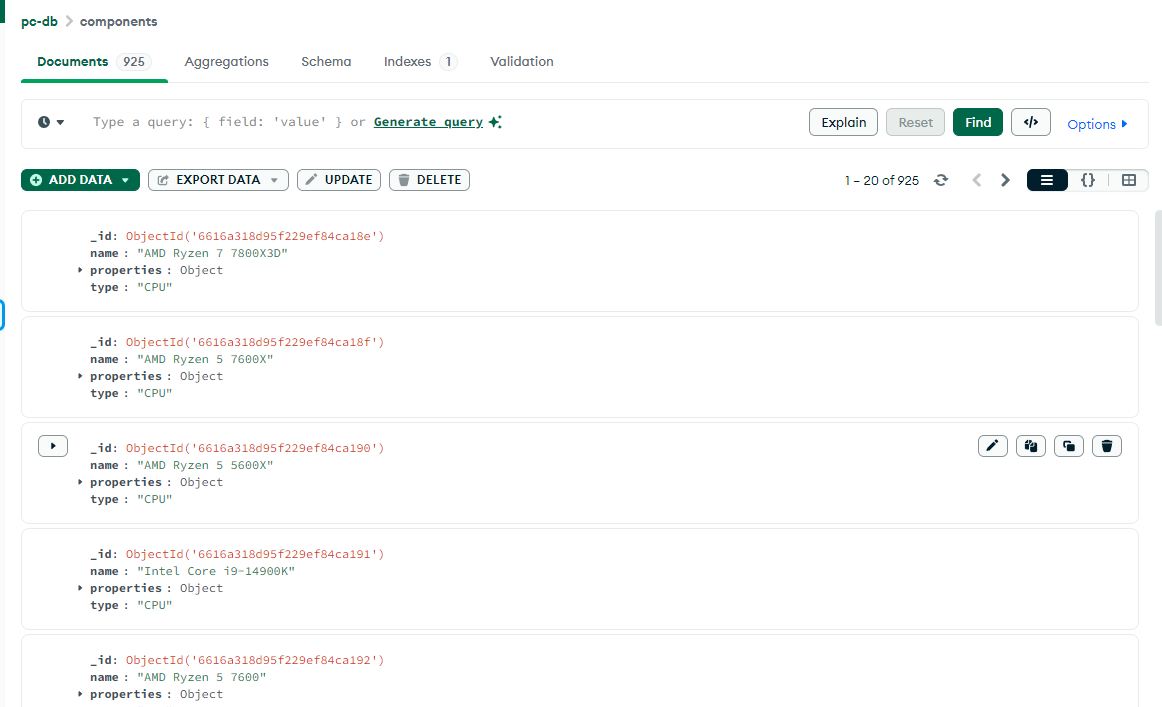 pc-db > components
Documents 925 Aggregations Schema Indexes 1 Validation
Type a query: { field: 'value' } or Generate query Explain Reset Find </> Options
ADD DATA EXPORT DATA UPDATE DELETE 1 – 20 of 925 {}
_id: ObjectId('6616a318d95f229ef84ca18e')
name : "AMD Ryzen 7 7800X3D"
properties : Object
type : "CPU"
_id: ObjectId('6616a318d95f229ef84ca18f')
name : "AMD Ryzen 5 7600X"
properties : Object
type : "CPU"
_id: ObjectId('6616a318d95f229ef84ca190')
name : "AMD Ryzen 5 5600X"
properties : Object
type : "CPU"
_id: ObjectId('6616a318d95f229ef84ca191')
name : "Intel Core i9-14900K"
properties : Object
type : "CPU"
_id: ObjectId('6616a318d95f229ef84ca192')
name : "AMD Ryzen 5 7600"
properties : Object